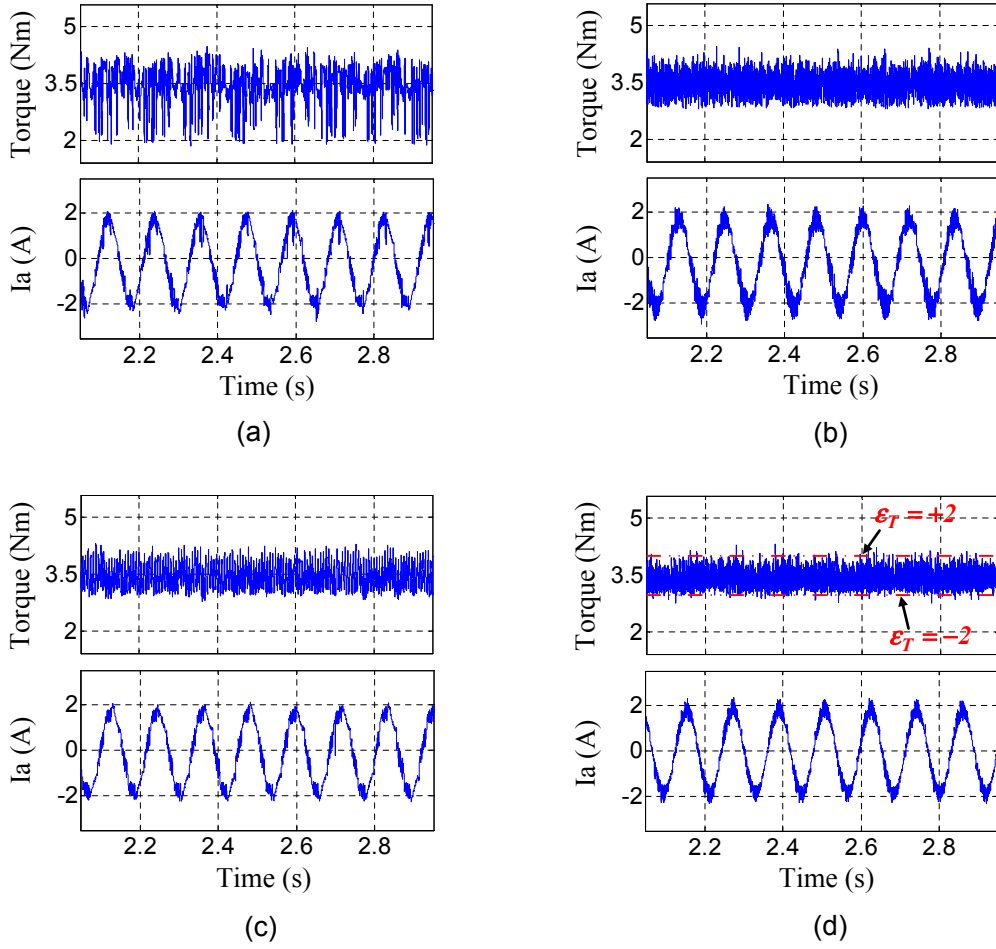 Torque (Nm)
5
3.5
2
Ia (A)
2
0
-2
2.2 2.4 2.6 2.8
Time (s)
(a)
Torque (Nm)
5
3.5
2
Ia (A)
2
0
-2
2.2 2.4 2.6 2.8
Time (s)
(b)
Torque (Nm)
5
3.5
2
Ia (A)
2
0
-2
2.2 2.4 2.6 2.8
Time (s)
(c)
Torque (Nm)
5
3.5
2
ε_T = +2
ε_T = −2
Ia (A)
2
0
-2
2.2 2.4 2.6 2.8
Time (s)
(d)